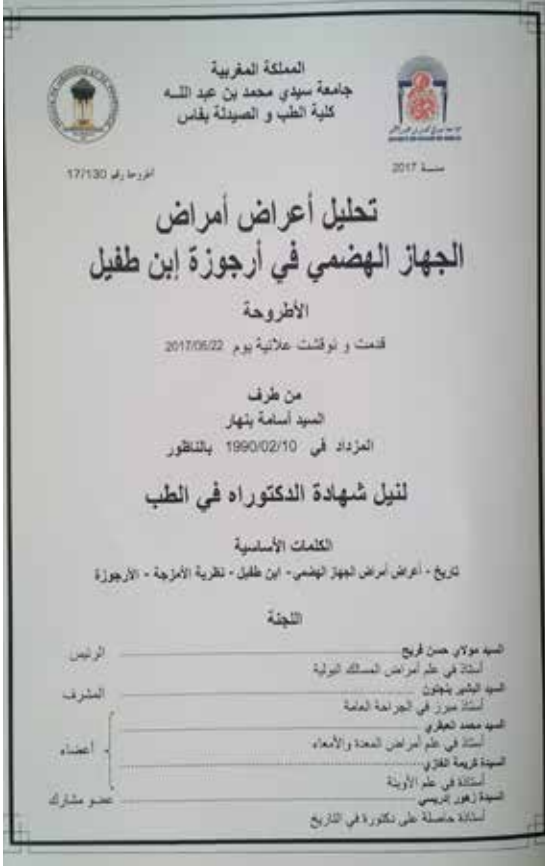 المملكة المغربية
جامعة سيدي محمد بن عبد اللـه
كلية الطب و الصيدلة بفاس
سنـة 2017
أطروحة رقم 17/130
تحليل أعراض أمراض
الجهاز الهضمي في أرجوزة إبن طفيل
الأطروحة
قدمت و نوقشت علانية يوم 2017/06/22
من طرف
السيد أسامة بنهار
المزداد في 1990/02/10 بالناظور
لنيل شهادة الدكتوراه في الطب
الكلمات الأساسية
تاريخ - أعراض أمراض الجهاز الهضمي - ابن طفيل - نظرية الأمزجة - الأرجوزة
اللجنة
السيد مولاي حسن فريح ........ الرئيس
أستاذ في علم أمراض المسالك البولية
السيد البشير بنجلون ........ المشرف
أستاذ مبرز في الجراحة العامة
السيد محمد العبقري ........
أستاذ في علم أمراض المعدة والأمعاء
أعضاء
السيدة كريمة الغازي ........
أستاذة في علم الأوبئة
السيدة زهور إدريسي ........ عضو مشارك
أستاذة حاصلة على دكتورة في التاريخ